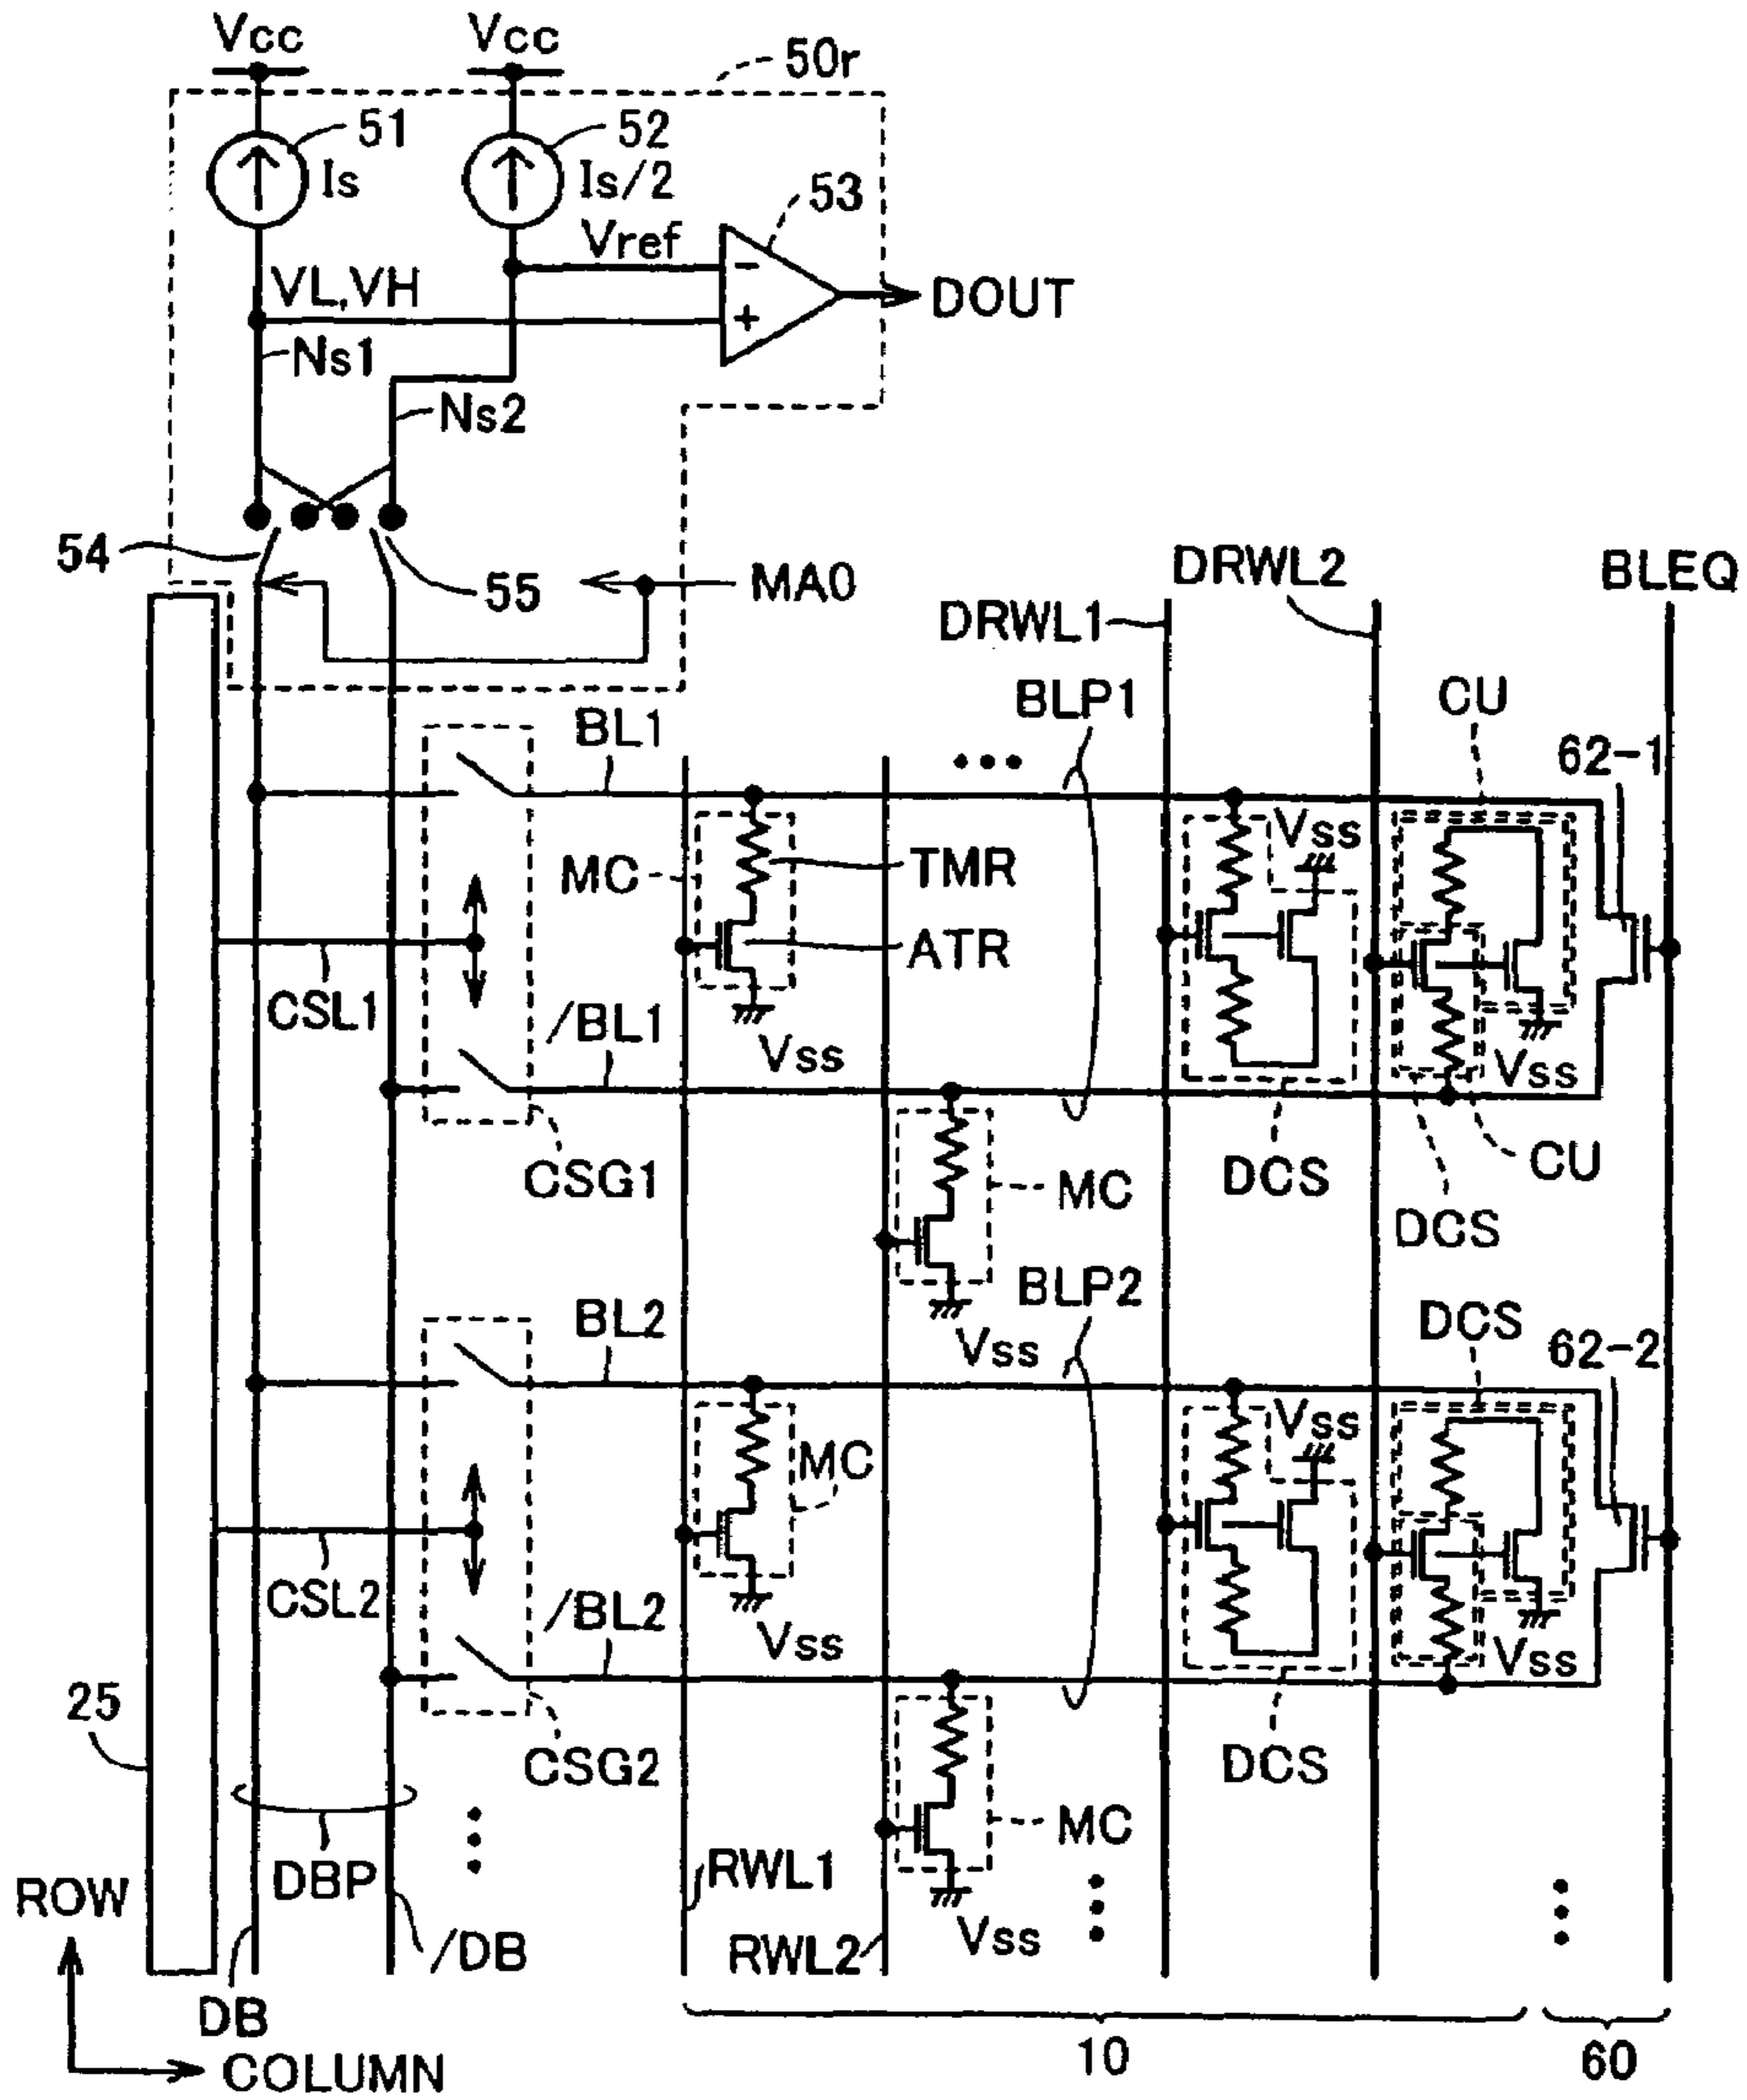 Vcc
Vcc
50r
51
52
Is
Is/2
53
Vref
-
VL,VH
DOUT
+
Ns1
Ns2
54
55
MA0
DRWL2
BLEQ
DRWL1
BLP1
CU
BL1
62-1
Vss
MC
TMR
ATR
CSL1
/BL1
Vss
Vss
CSG1
MC
DCS
CU
DCS
BLP2
BL2
DCS
Vss
62-2
Vss
MC
CSL2
/BL2
Vss
Vss
25
CSG2
DCS
MC
DBP
RWL1
ROW
/DB
RWL2
Vss
DB
COLUMN
10
60